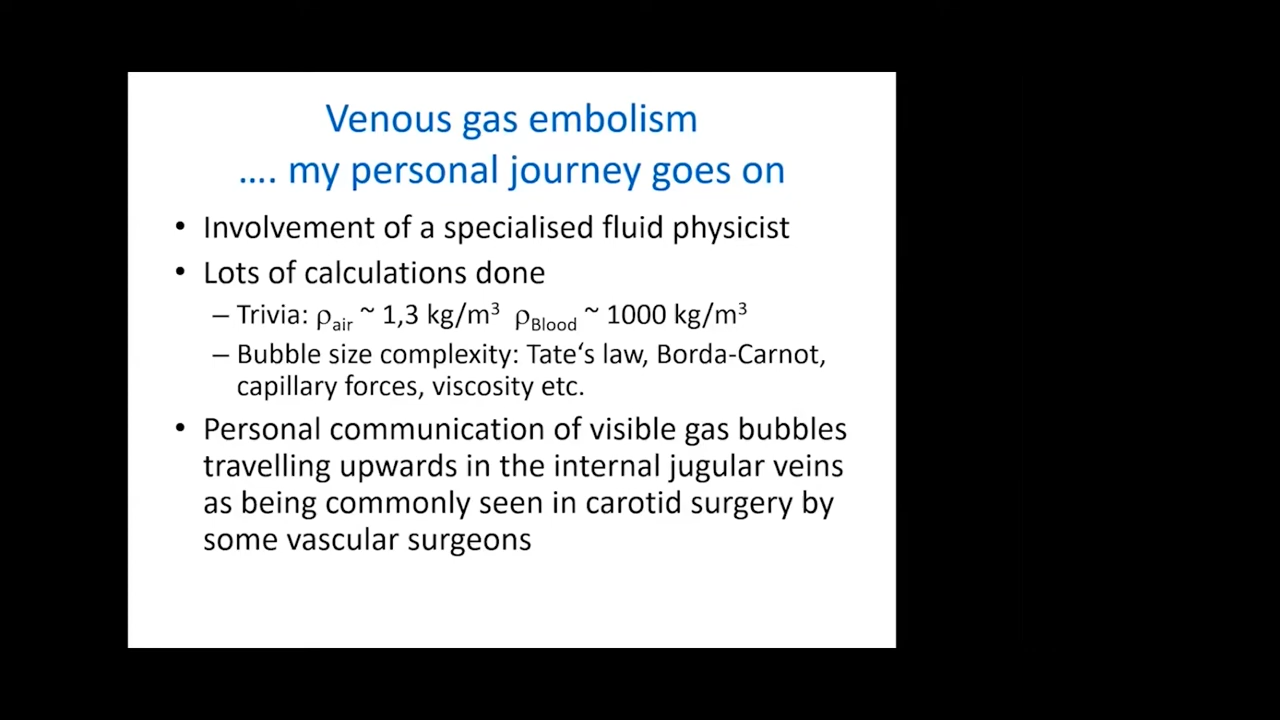 Venous gas embolism
…. my personal journey goes on
• Involvement of a specialised fluid physicist
• Lots of calculations done
– Trivia: ρair ~ 1,3 kg/m³ ρBlood ~ 1000 kg/m³
– Bubble size complexity: Tate‘s law, Borda-Carnot,
capillary forces, viscosity etc.
• Personal communication of visible gas bubbles
travelling upwards in the internal jugular veins
as being commonly seen in carotid surgery by
some vascular surgeons